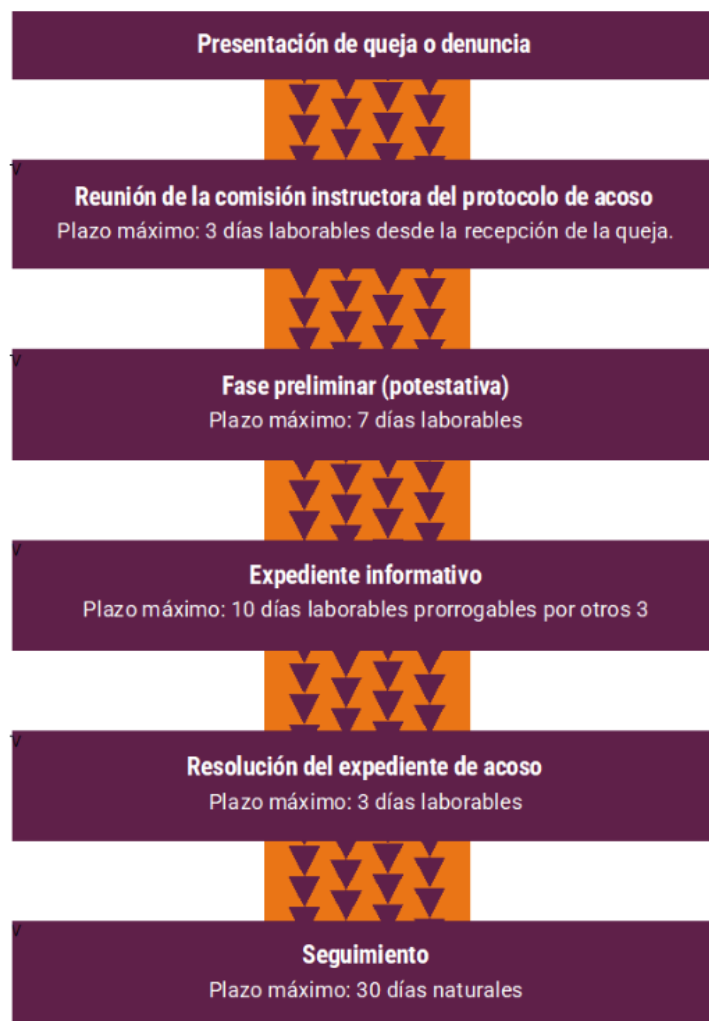 Presentación de queja o denuncia
Reunión de la comisión instructora del protocolo de acoso
Plazo máximo: 3 días laborables desde la recepción de la queja.
Fase preliminar (potestativa)
Plazo máximo: 7 días laborables
Expediente informativo
Plazo máximo: 10 días laborables prorrogables por otros 3
Resolución del expediente de acoso
Plazo máximo: 3 días laborables
Seguimiento
Plazo máximo: 30 días naturales